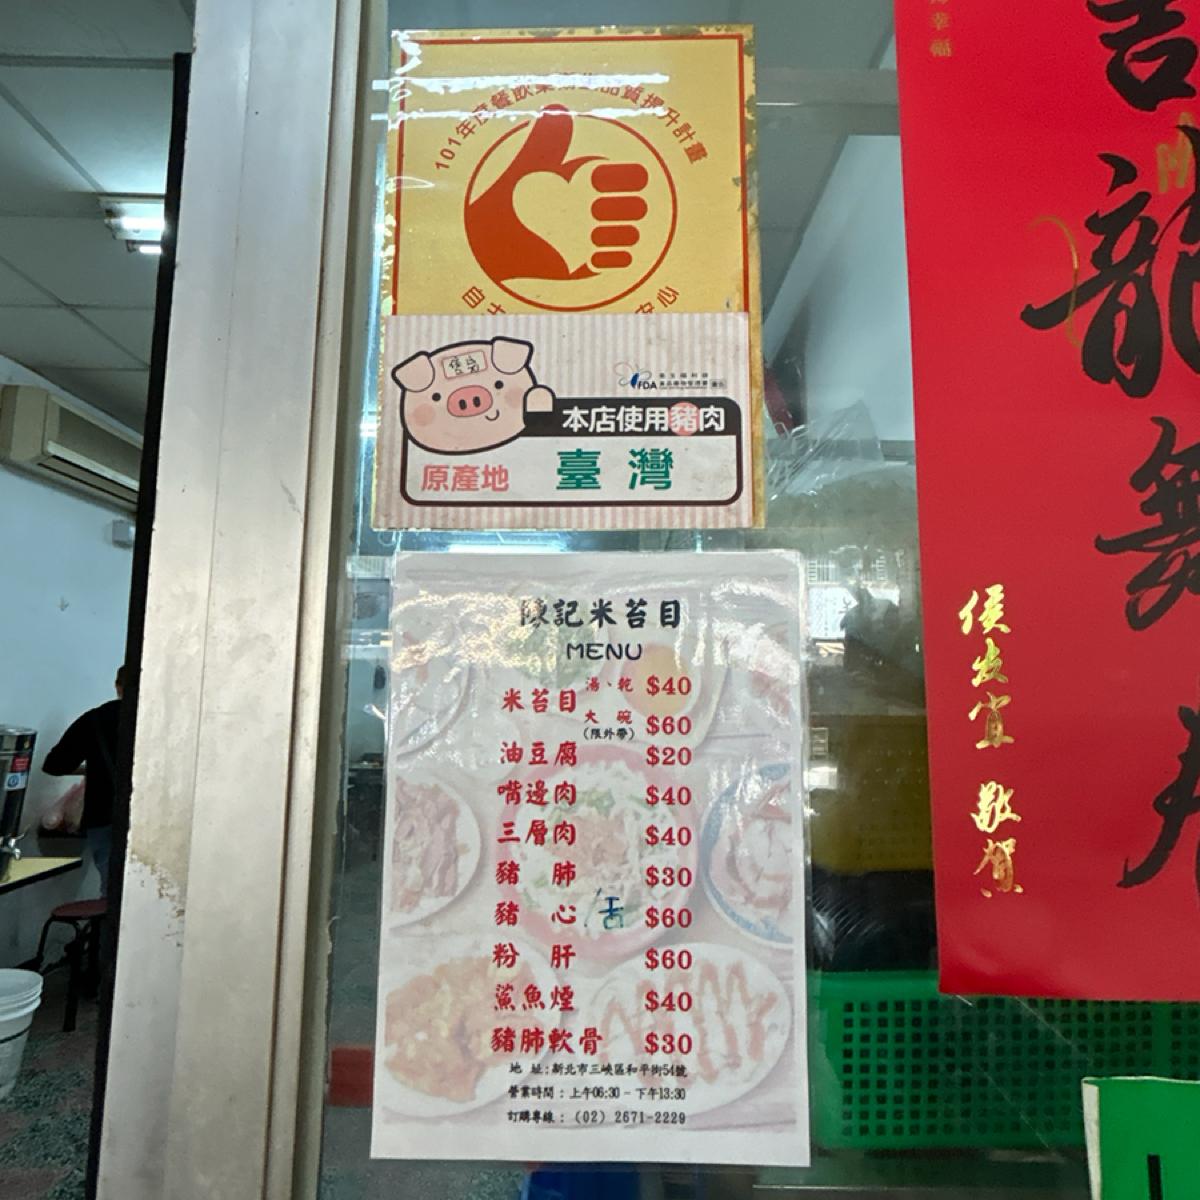 101年度餐飲業衛生品質提升計畫
本店使用豬肉
原產地 臺灣
FDA
陳記米苔目
MENU
米苔目 湯、乾 $40
大碗 $60
(限外帶)
油豆腐 $20
嘴邊肉 $40
三層肉 $40
豬肺 $30
豬心/舌 $60
粉肝 $60
鯊魚煙 $40
豬肺軟骨 $30
地址:新北市三峽區和平街54號
營業時間:上午06:30-下午13:30
訂購專線:(02) 2671-2229
龍
舞
侯友宜 敬賀